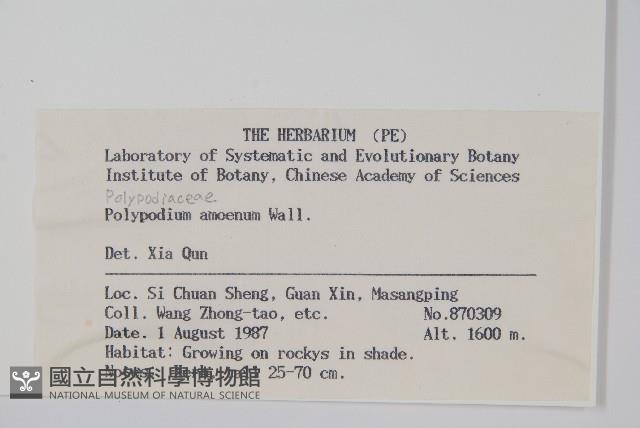 THE HERBARIUM (PE)
Laboratory of Systematic and Evolutionary Botany
Institute of Botany, Chinese Academy of Sciences
Polypodiaceae
Polypodium amoenum Wall.
Det. Xia Qun
Loc. Si Chuan Sheng, Guan Xin, Masangping
Coll. Wang Zhong-tao, etc. No.870309
Date. 1 August 1987 Alt. 1600 m.
Habitat: Growing on rockys in shade.
25-70 cm.
國立自然科學博物館
NATIONAL MUSEUM OF NATURAL SCIENCE